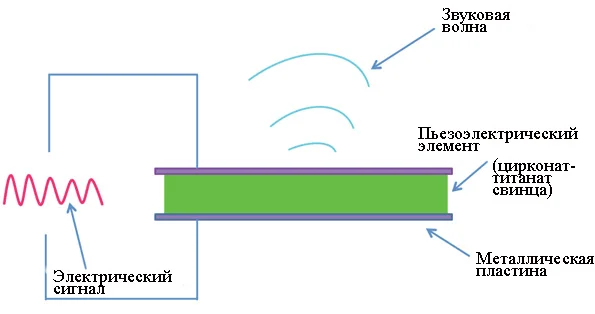 Звуковая
волна
Пьезоэлектрический
элемент
(цирконат-
титанат
свинца)
Металлическая
пластина
Электрический
сигнал